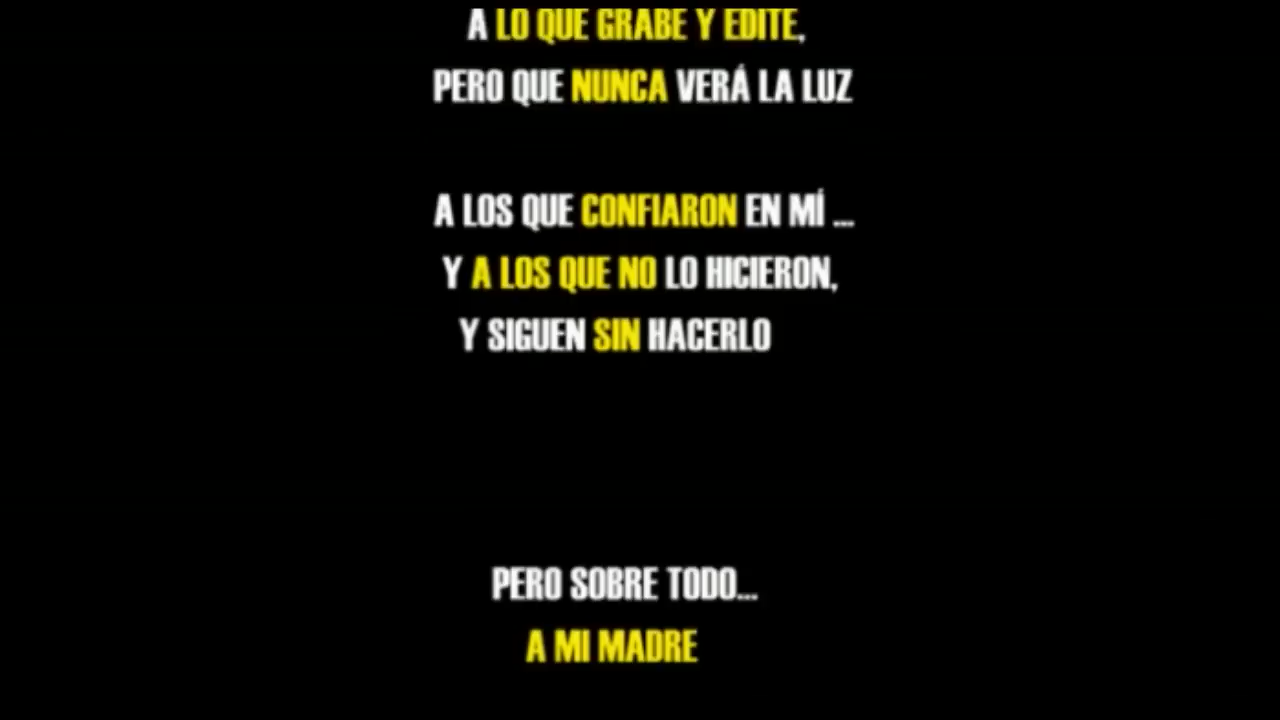 A LO QUE GRABE Y EDITE,
PERO QUE NUNCA VERÁ LA LUZ
A LOS QUE CONFIARON EN MÍ ...
Y A LOS QUE NO LO HICIERON,
Y SIGUEN SIN HACERLO
PERO SOBRE TODO...
A MI MADRE